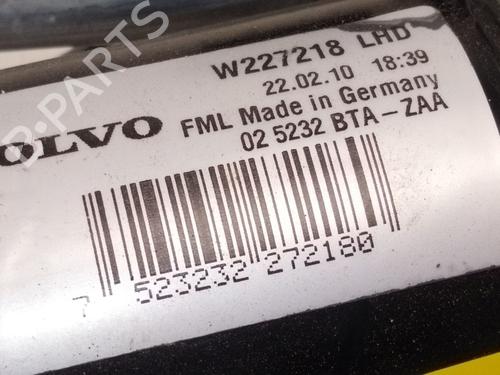 W227218 LHD
22.02.10 18:39
OLVO FML Made in Germany
02 5232 BTA-ZAA
7 523232 272180
B-PARTS